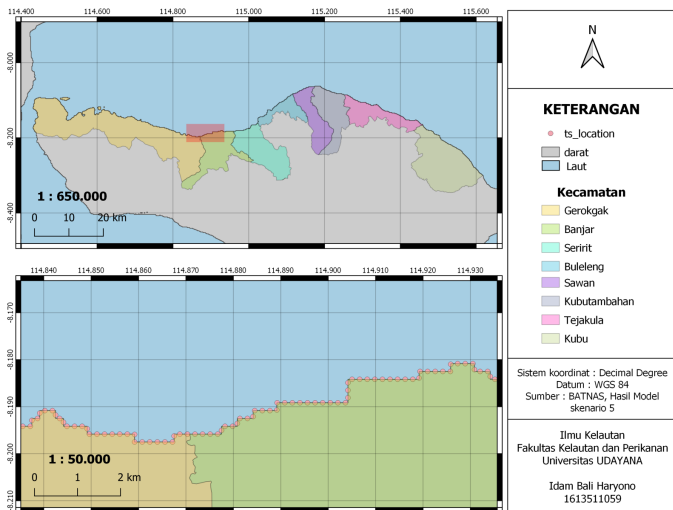 114.400 114.600 114.800 115.000 115.200 115.400 115.600
-8.000
-8.200
-8.400
1 : 650.000
0 10 20 km
114.840 114.850 114.860 114.870 114.880 114.890 114.900 114.910 114.920 114.930
-8.170
-8.180
-8.190
-8.200
-8.210
1 : 50.000
0 1 2 km
N
KETERANGAN
ts_location
darat
Laut
Kecamatan
Gerokgak
Banjar
Seririt
Buleleng
Sawan
Kubutambahan
Tejakula
Kubu
Sistem koordinat : Decimal Degree
Datum : WGS 84
Sumber : BATNAS, Hasil Model
skenario 5
Ilmu Kelautan
Fakultas Kelautan dan Perikanan
Universitas UDAYANA
Idam Bali Haryono
1613511059